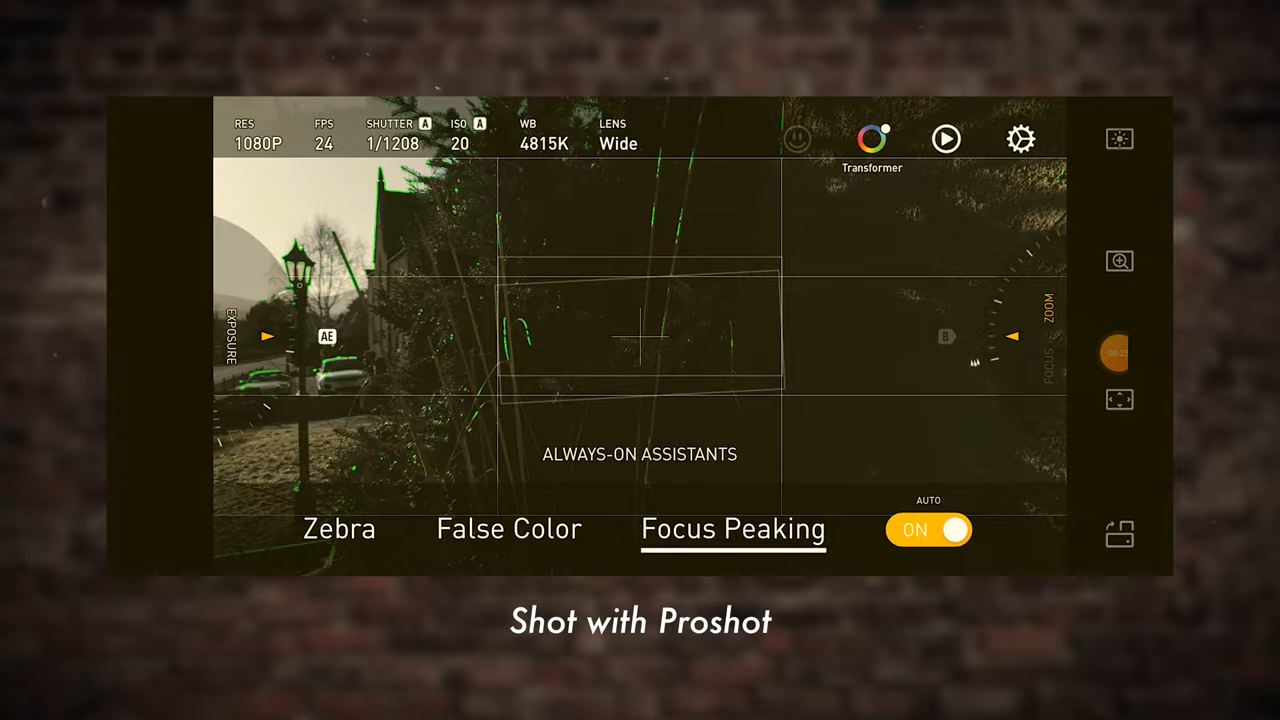 RES FPS SHUTTER A ISO A WB LENS
1080P 24 1/1208 20 4815K Wide
Transformer
EXPOSURE
AE
B
ZOOM
FOCUS
ALWAYS-ON ASSISTANTS
AUTO
Zebra False Color Focus Peaking ON
Shot with Proshot